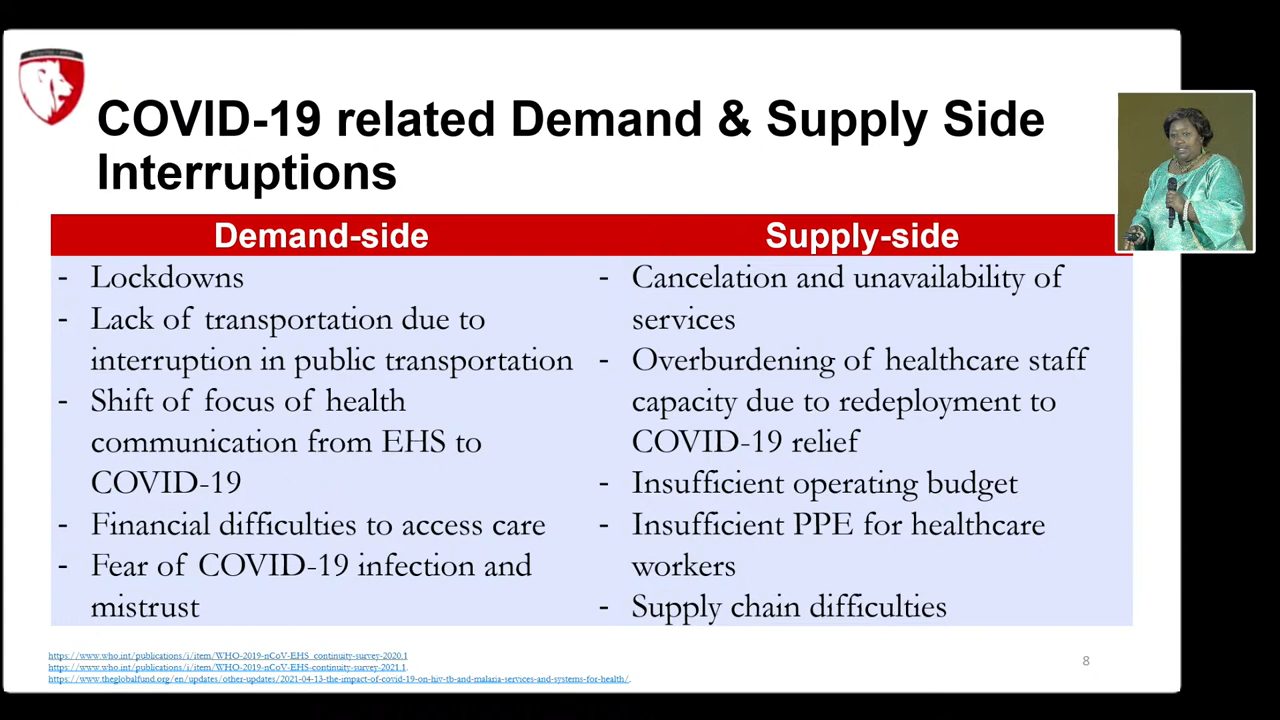 COVID-19 related Demand & Supply Side
Interruptions
Demand-side
- Lockdowns
- Lack of transportation due to
interruption in public transportation
- Shift of focus of health
communication from EHS to
COVID-19
- Financial difficulties to access care
- Fear of COVID-19 infection and
mistrust
Supply-side
- Cancelation and unavailability of
services
- Overburdening of healthcare staff
capacity due to redeployment to
COVID-19 relief
- Insufficient operating budget
- Insufficient PPE for healthcare
workers
- Supply chain difficulties
https://www.who.int/publications/i/item/WHO-2019-nCoV-EHS_continuity-survey-2020.1
https://www.who.int/publications/i/item/WHO-2019-nCoV-EHS-continuity-survey-2021.1.
https://www.theglobalfund.org/en/updates/other-updates/2021-04-13-the-impact-of-covid-19-on-hiv-tb-and-malaria-services-and-systems-for-health/.
8